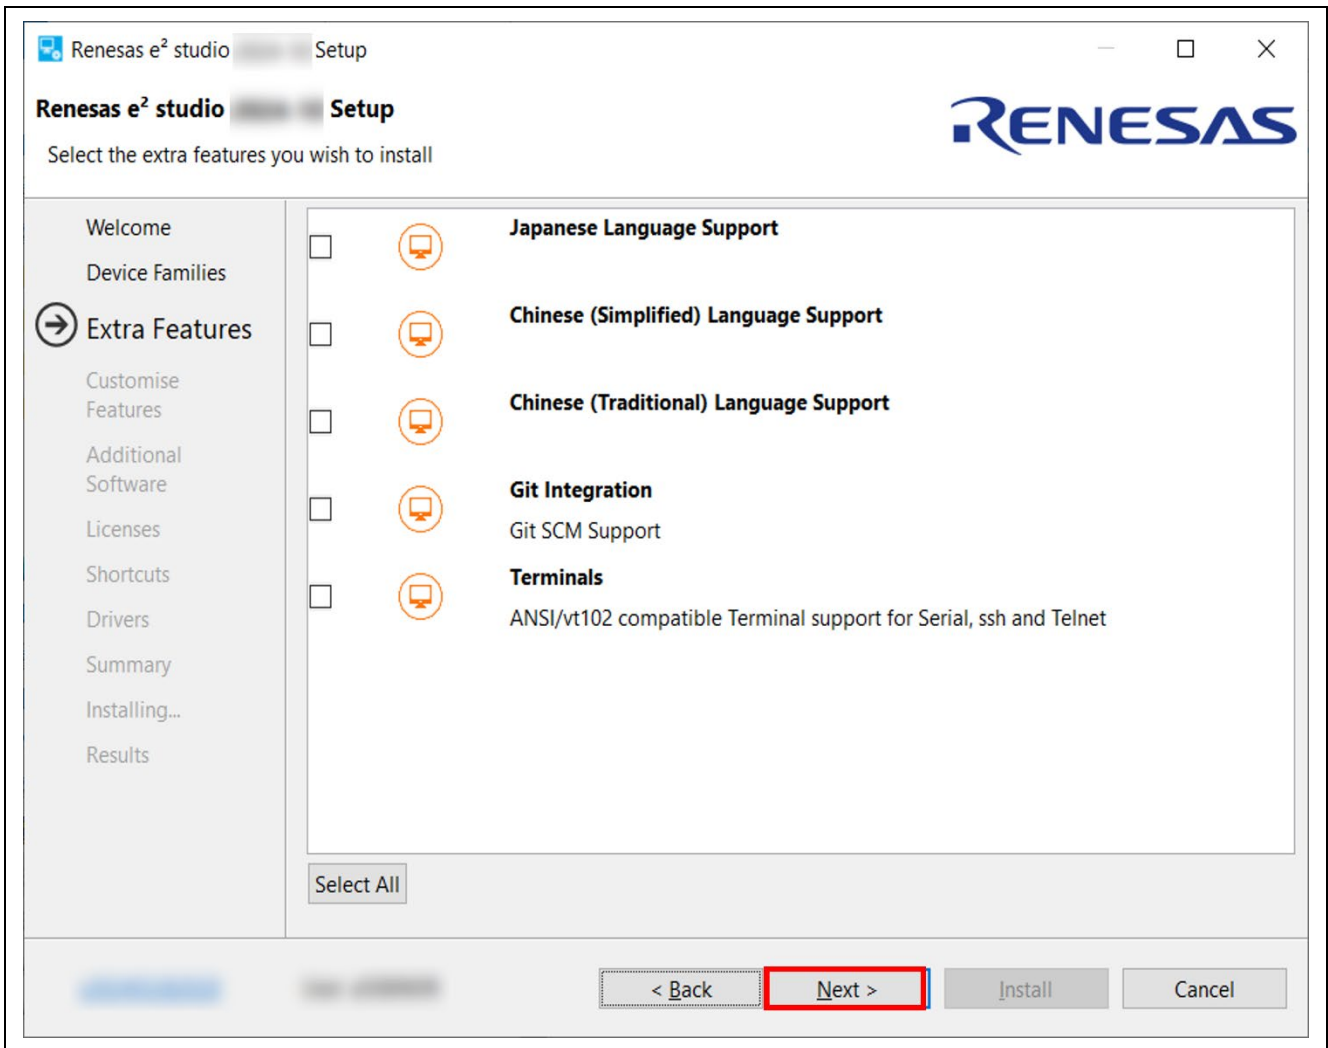 Renesas e² studio Setup
Renesas e² studio Setup
Select the extra features you wish to install
RENESAS
Welcome
Device Families
Extra Features
Customise
Features
Additional
Software
Licenses
Shortcuts
Drivers
Summary
Installing...
Results
Japanese Language Support
Chinese (Simplified) Language Support
Chinese (Traditional) Language Support
Git Integration
Git SCM Support
Terminals
ANSI/vt102 compatible Terminal support for Serial, ssh and Telnet
Select All
< Back
Next >
Install
Cancel